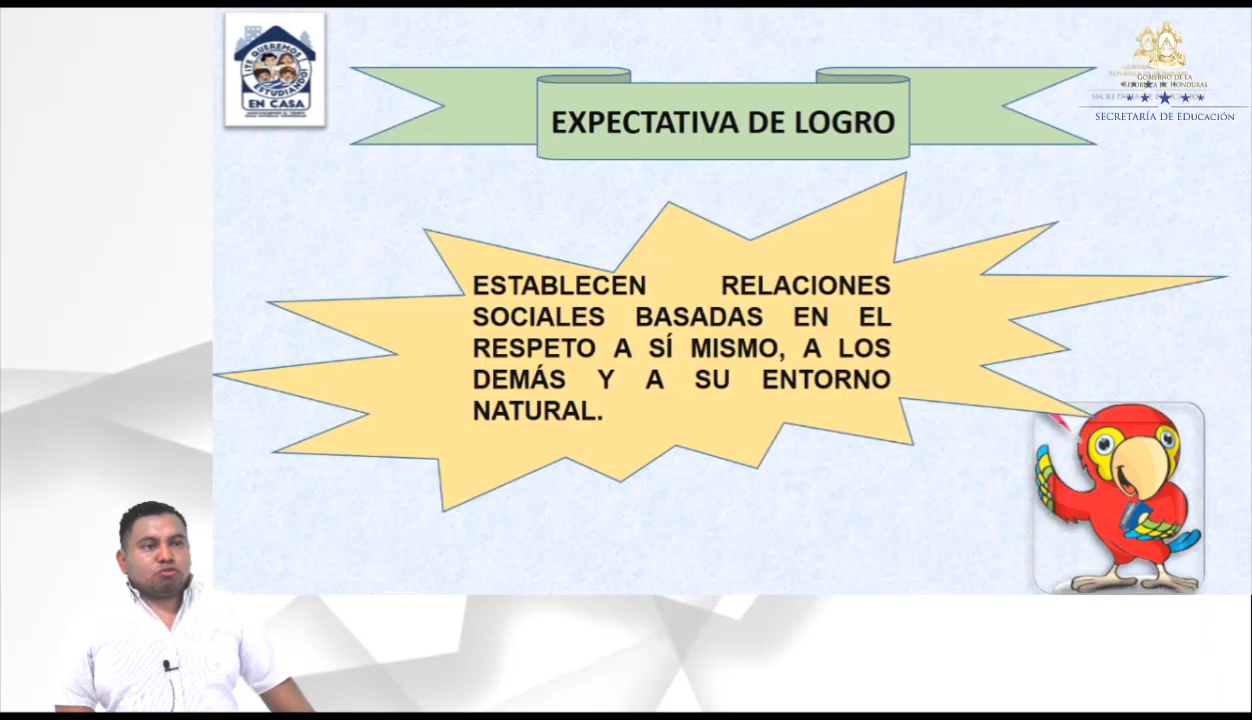 ¡TE QUEREMOS
ESTUDIANDO!
EN CASA
EXPECTATIVA DE LOGRO
GOBIERNO DE LA
REPÚBLICA DE HONDURAS
SECRETARÍA DE EDUCACIÓN
ESTABLECEN RELACIONES
SOCIALES BASADAS EN EL
RESPETO A SÍ MISMO, A LOS
DEMÁS Y A SU ENTORNO
NATURAL.